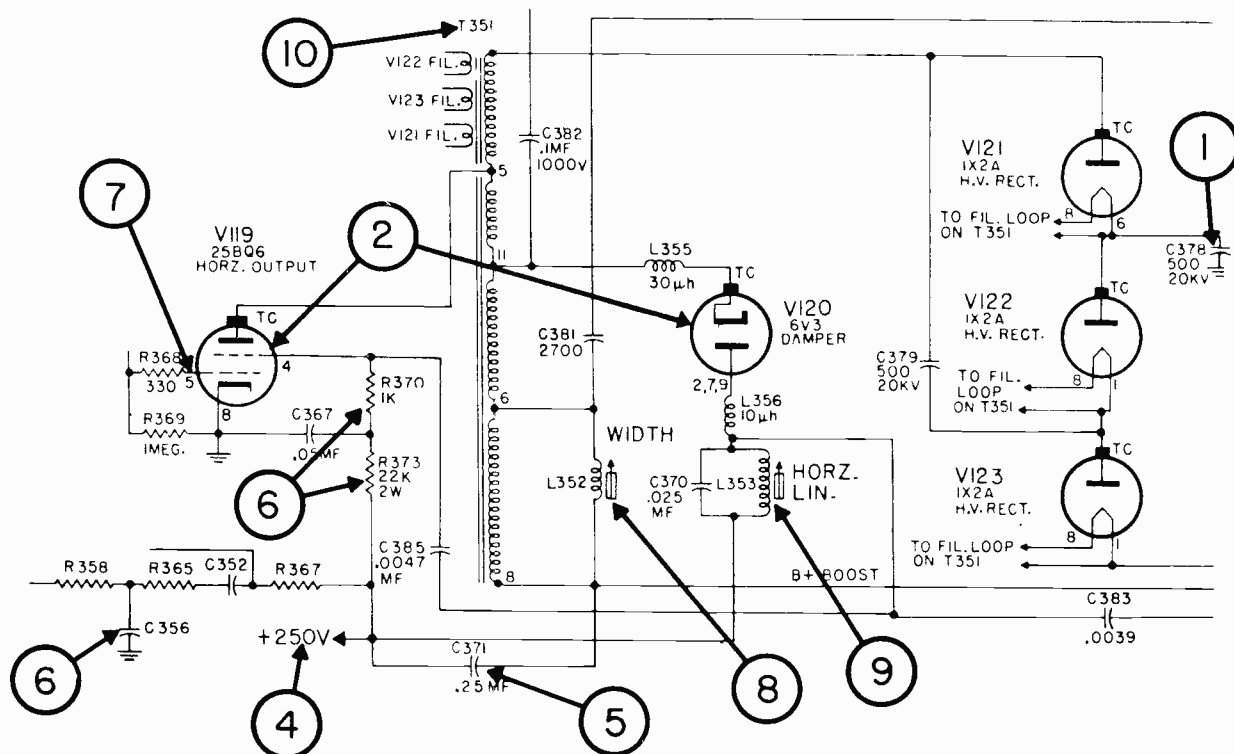 T351
10
V122 FIL.
V123 FIL.
V121 FIL.
C382
.1MF
1000V
5
11
6
8
7
V119
25BQ6
HORZ. OUTPUT
TC
2
R368
330
5
4
8
R369
1MEG.
C367
.05MF
R370
1K
R373
22K
2W
6
L355
30μh
TC
V120
6V3
DAMPER
2,7,9
L356
10μh
C381
2700
WIDTH
L352
C370
.025
MF
L353
HORZ.
LIN.
C379
500
20KV
V121
1X2A
H.V. RECT.
TC
8
6
TO FIL. LOOP
ON T351
1
C378
500
20KV
V122
1X2A
H.V. RECT.
TC
8
1
TO FIL.
LOOP
ON T351
V123
1X2A
H.V. RECT.
TC
8
1
TO FIL. LOOP
ON T351
R358
R365
C352
R367
C356
6
C385
.0047
MF
+250V
4
C371
.25MF
5
8
9
B+ BOOST
C383
.0039